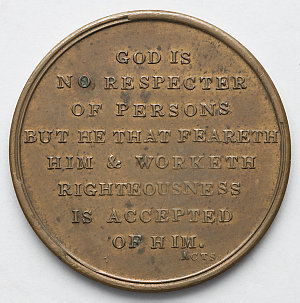 GOD IS
NO RESPECTER
OF PERSONS
BUT HE THAT FEARETH
HIM & WORKETH
RIGHTEOUSNESS
IS ACCEPTED
OF HIM.
ACTS